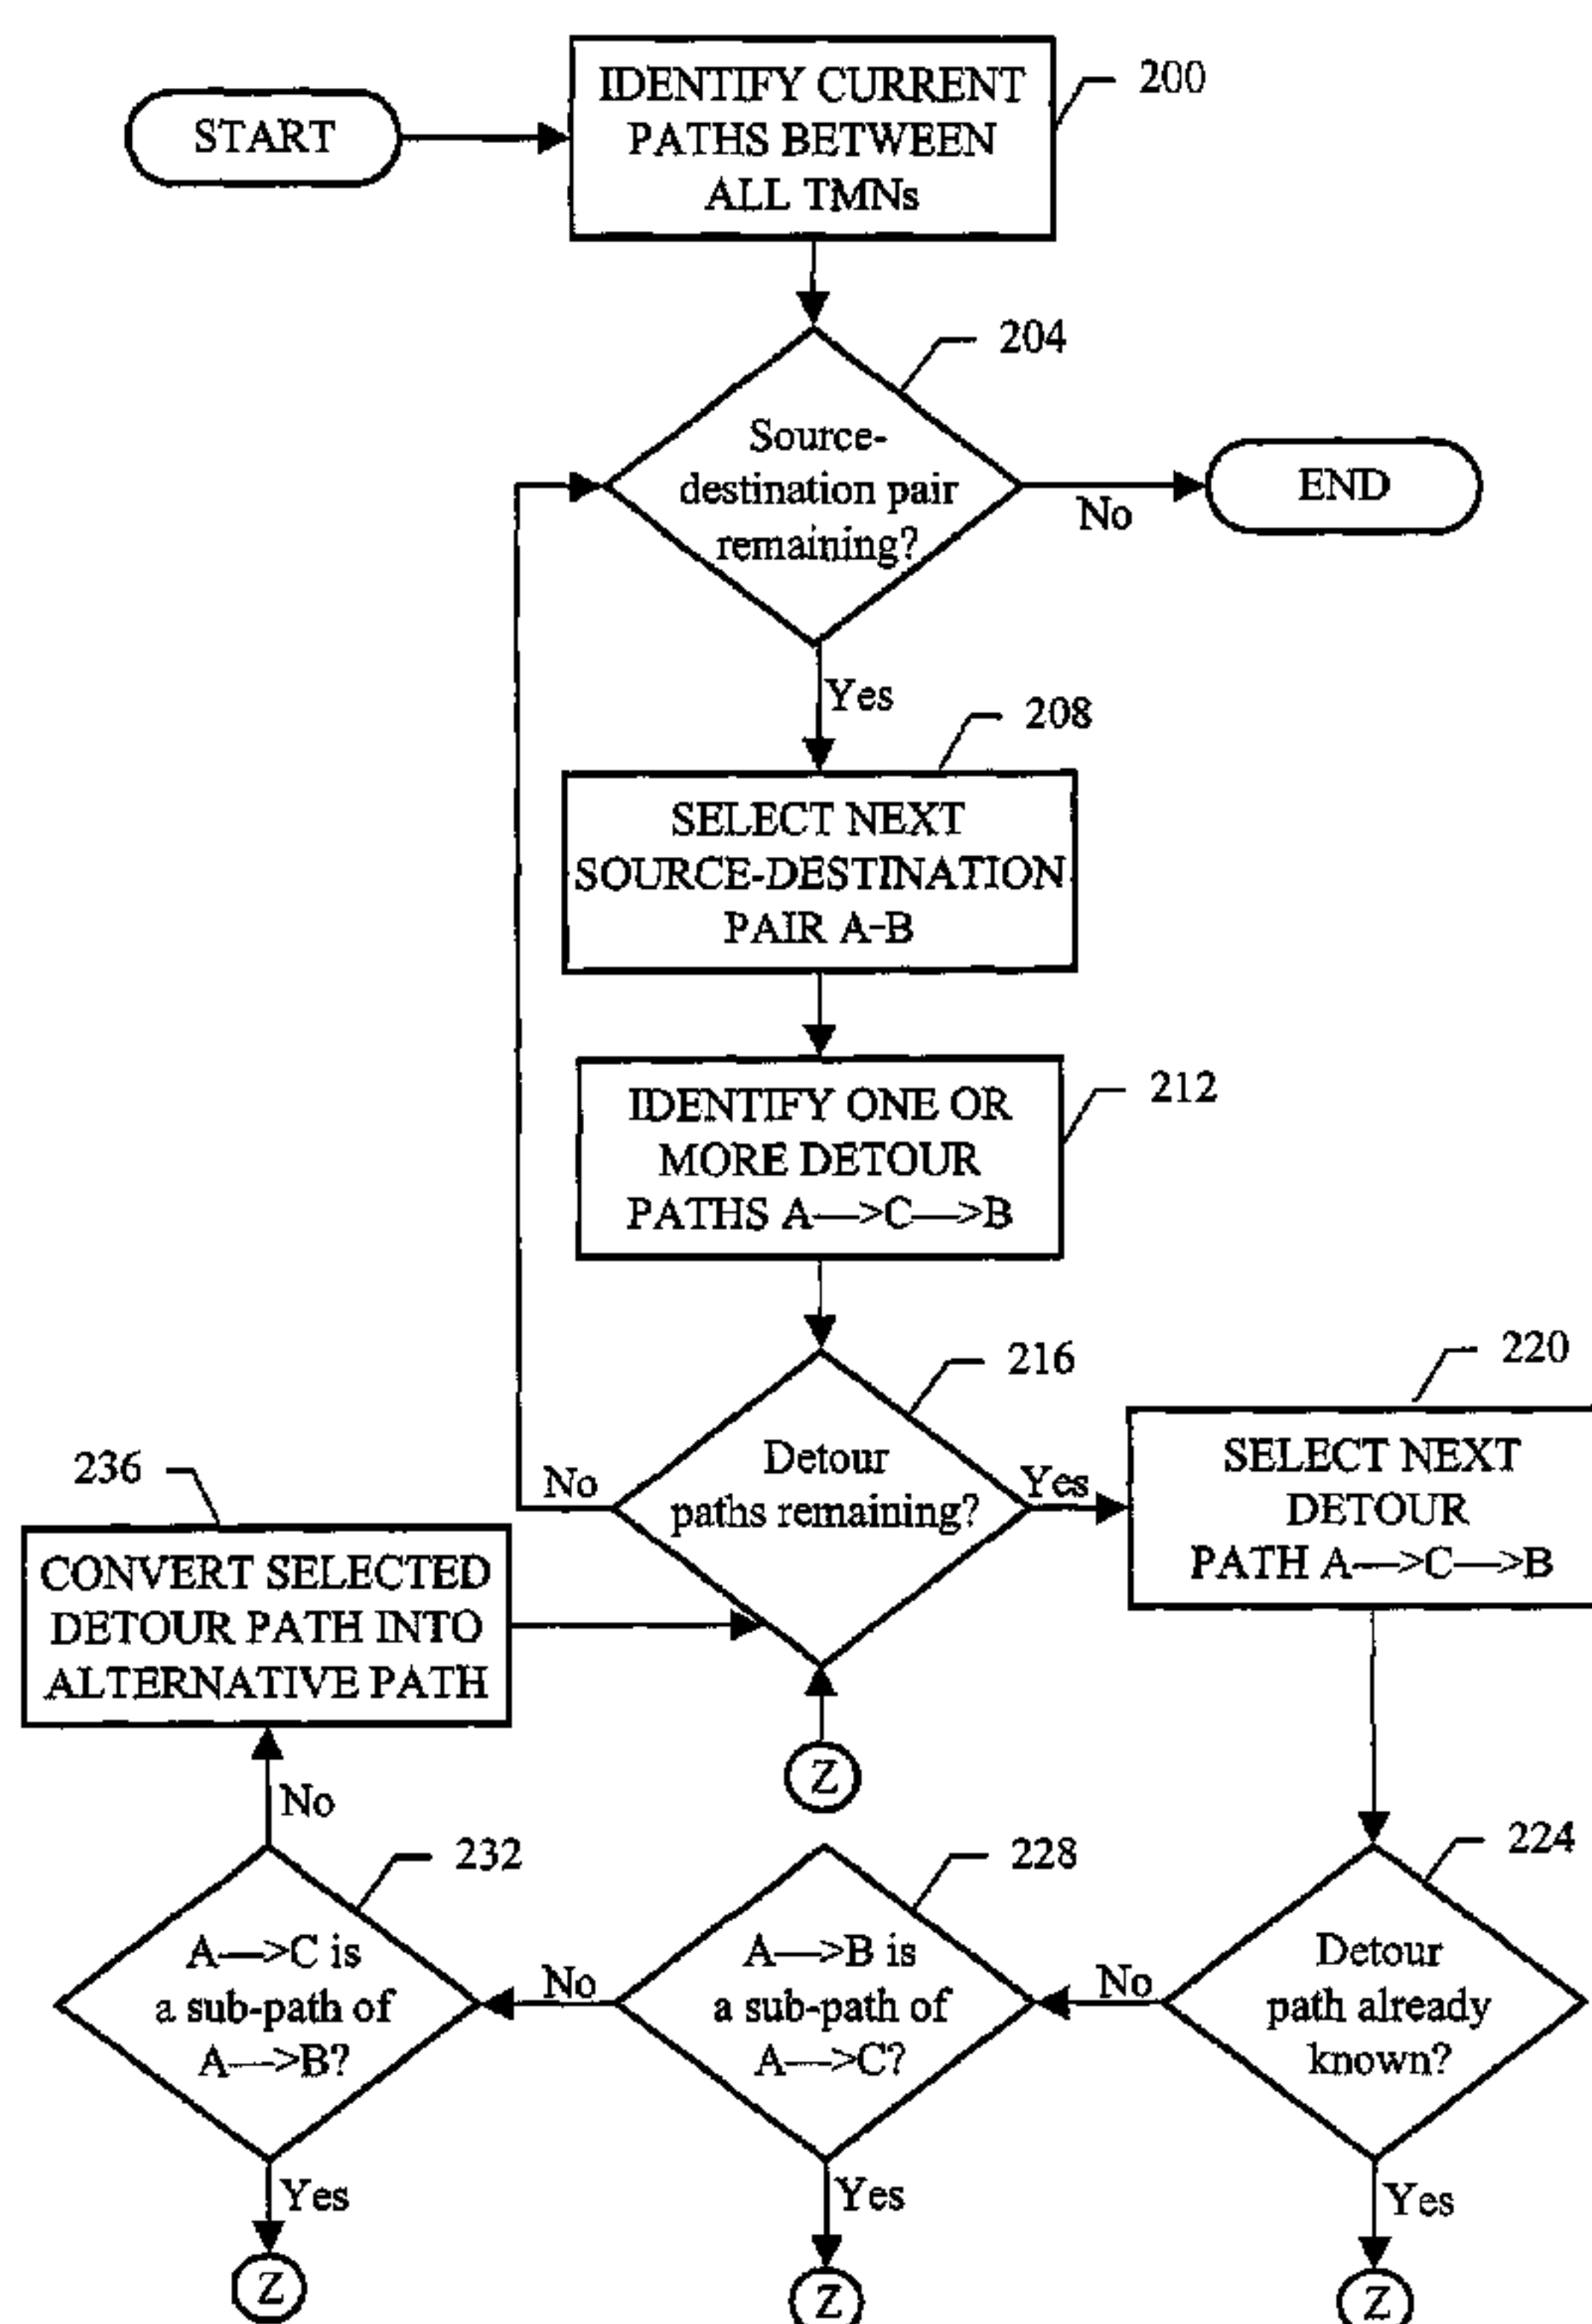 START
IDENTIFY CURRENT
PATHS BETWEEN
ALL TMNs
200
204
Source-
destination pair
remaining?
No
END
Yes
208
SELECT NEXT
SOURCE-DESTINATION
PAIR A-B
212
IDENTIFY ONE OR
MORE DETOUR
PATHS A—>C—>B
216
Detour
paths remaining?
No
Yes
220
SELECT NEXT
DETOUR
PATH A—>C—>B
236
CONVERT SELECTED
DETOUR PATH INTO
ALTERNATIVE PATH
Z
No
232
A—>C is
a sub-path of
A—>B?
No
228
A—>B is
a sub-path of
A—>C?
No
224
Detour
path already
known?
Yes
Z
Yes
Z
Yes
Z